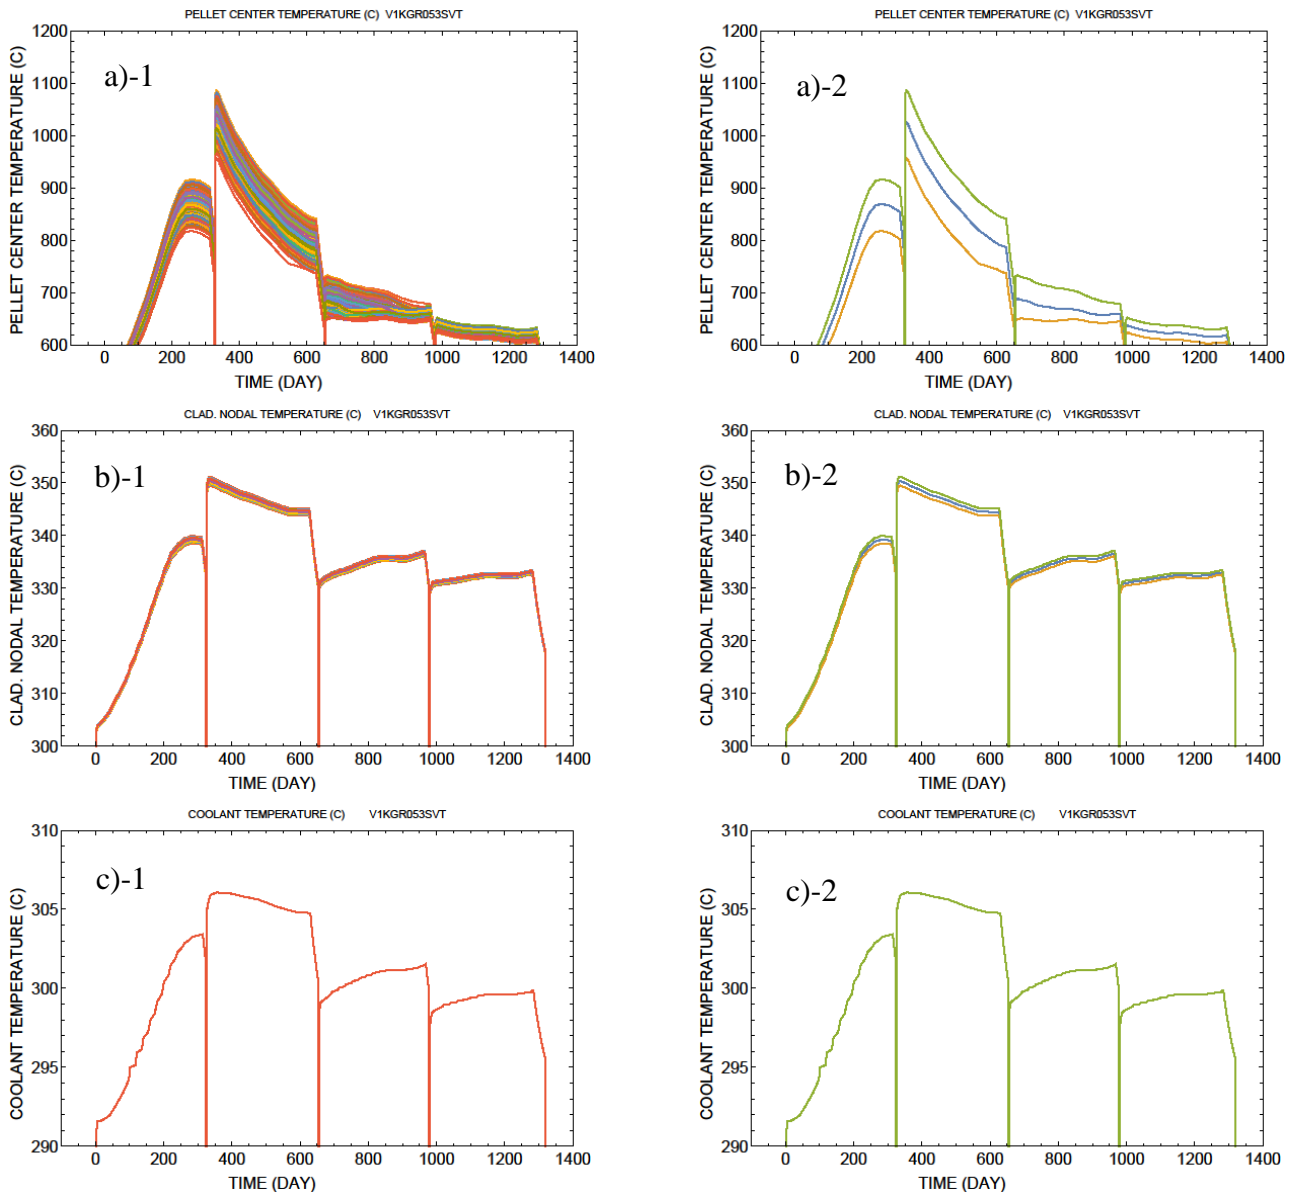 PELLET CENTER TEMPERATURE (C) V1KGR053SVT
a)-1
PELLET CENTER TEMPERATURE (C)
1200
1100
1000
900
800
700
600
0 200 400 600 800 1000 1200 1400
TIME (DAY)
PELLET CENTER TEMPERATURE (C) V1KGR053SVT
a)-2
PELLET CENTER TEMPERATURE (C)
1200
1100
1000
900
800
700
600
0 200 400 600 800 1000 1200 1400
TIME (DAY)
CLAD. NODAL TEMPERATURE (C) V1KGR053SVT
b)-1
CLAD. NODAL TEMPERATURE (C)
360
350
340
330
320
310
300
0 200 400 600 800 1000 1200 1400
TIME (DAY)
CLAD. NODAL TEMPERATURE (C) V1KGR053SVT
b)-2
CLAD. NODAL TEMPERATURE (C)
360
350
340
330
320
310
300
0 200 400 600 800 1000 1200 1400
TIME (DAY)
COOLANT TEMPERATURE (C) V1KGR053SVT
c)-1
COOLANT TEMPERATURE (C)
310
305
300
295
290
0 200 400 600 800 1000 1200 1400
TIME (DAY)
COOLANT TEMPERATURE (C) V1KGR053SVT
c)-2
COOLANT TEMPERATURE (C)
310
305
300
295
290
0 200 400 600 800 1000 1200 1400
TIME (DAY)